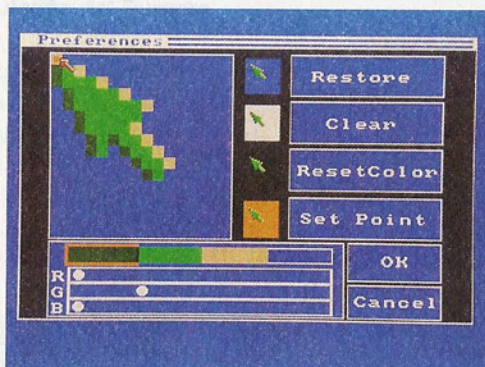 Preferences
Restore
Clear
ResetColor
Set Point
OK
Cancel
R
G
B